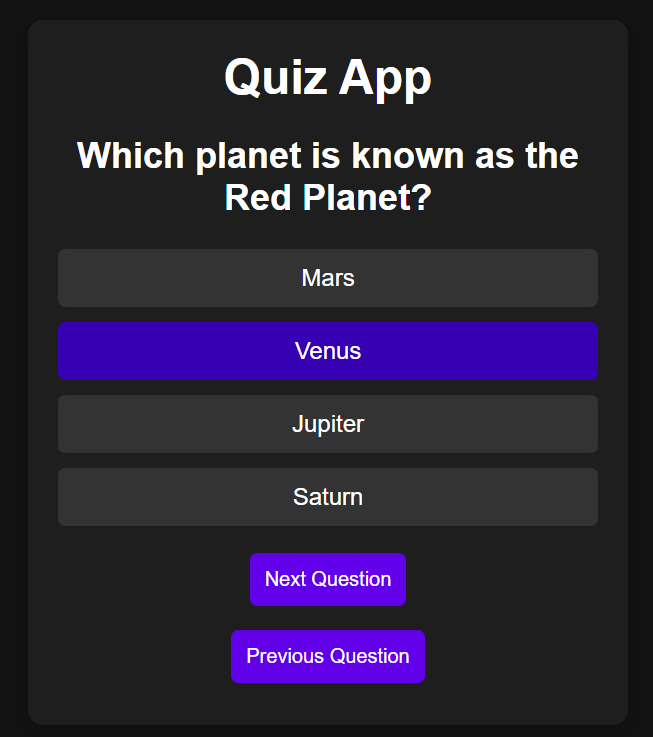 Quiz App
Which planet is known as the
Red Planet?
Mars
Venus
Jupiter
Saturn
Next Question
Previous Question